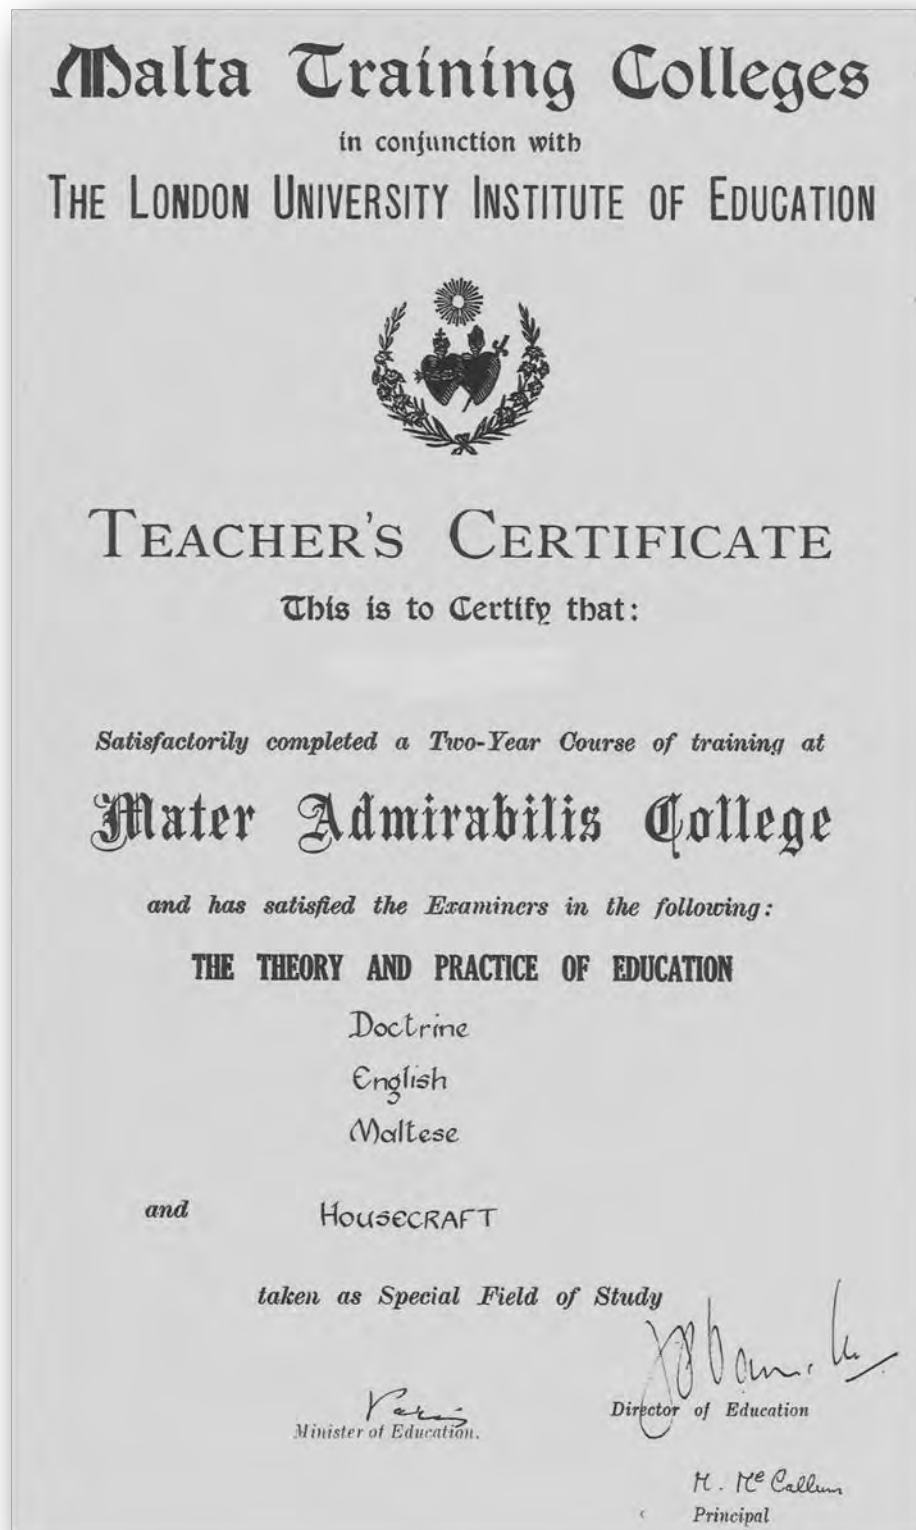 Malta Training Colleges
in conjunction with
THE LONDON UNIVERSITY INSTITUTE OF EDUCATION
TEACHER'S CERTIFICATE
This is to Certify that:
Satisfactorily completed a Two-Year Course of training at
Mater Admirabilis College
and has satisfied the Examiners in the following:
THE THEORY AND PRACTICE OF EDUCATION
Doctrine
English
Maltese
and HOUSECRAFT
taken as Special Field of Study
Minister of Education.
Director of Education
M. McCallum
Principal